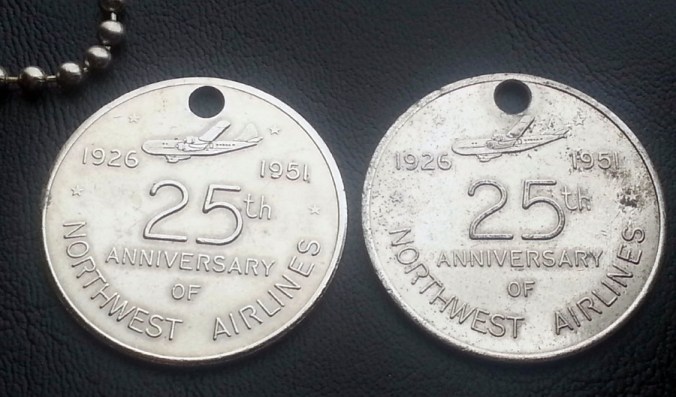 1926 1951
25th
ANNIVERSARY
OF
NORTHWEST AIRLINES
1926 1951
25th
ANNIVERSARY
OF
NORTHWEST AIRLINES